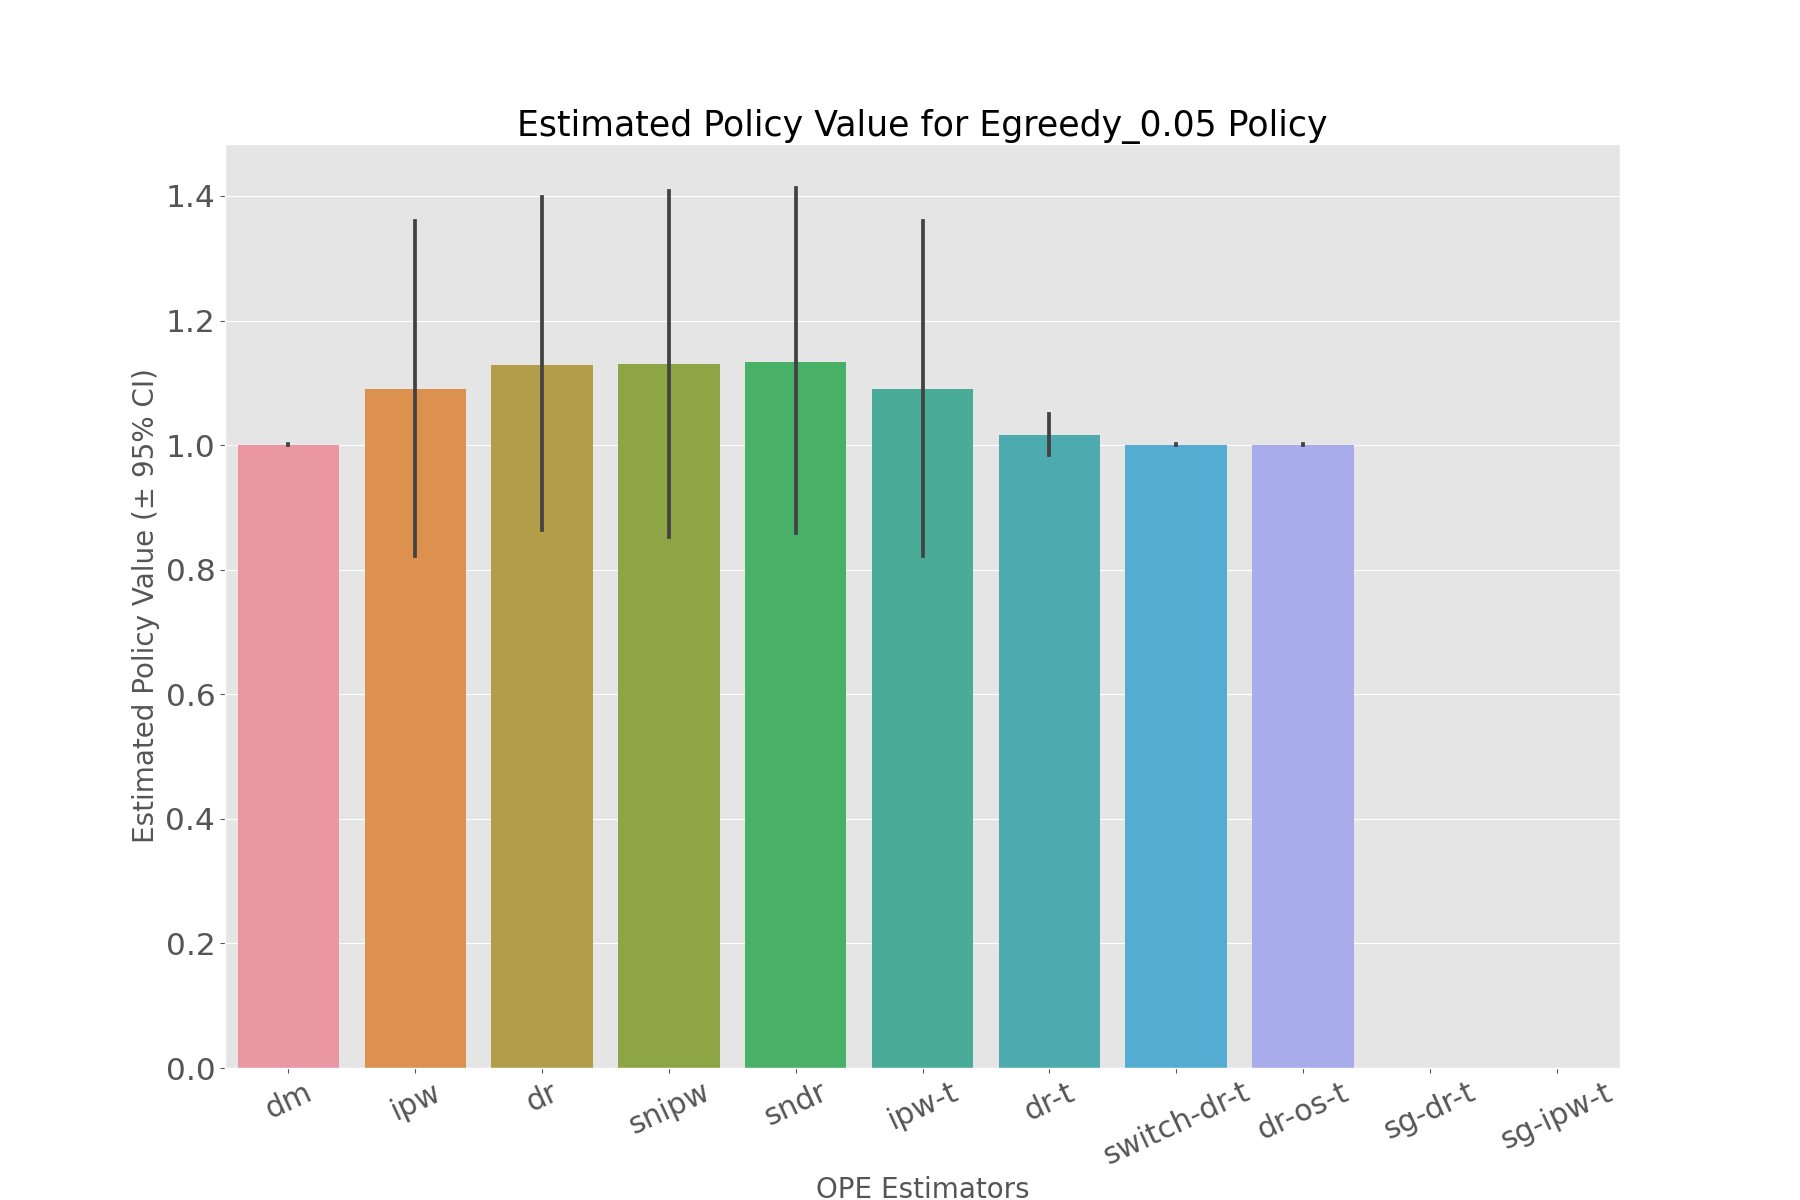 Estimated Policy Value for Egreedy_0.05 Policy
Estimated Policy Value (± 95% CI)
1.4
1.2
1.0
0.8
0.6
0.4
0.2
0.0
dm
ipw
dr
snipw
sndr
ipw-t
dr-t
switch-dr-t
dr-os-t
sg-dr-t
sg-ipw-t
OPE Estimators